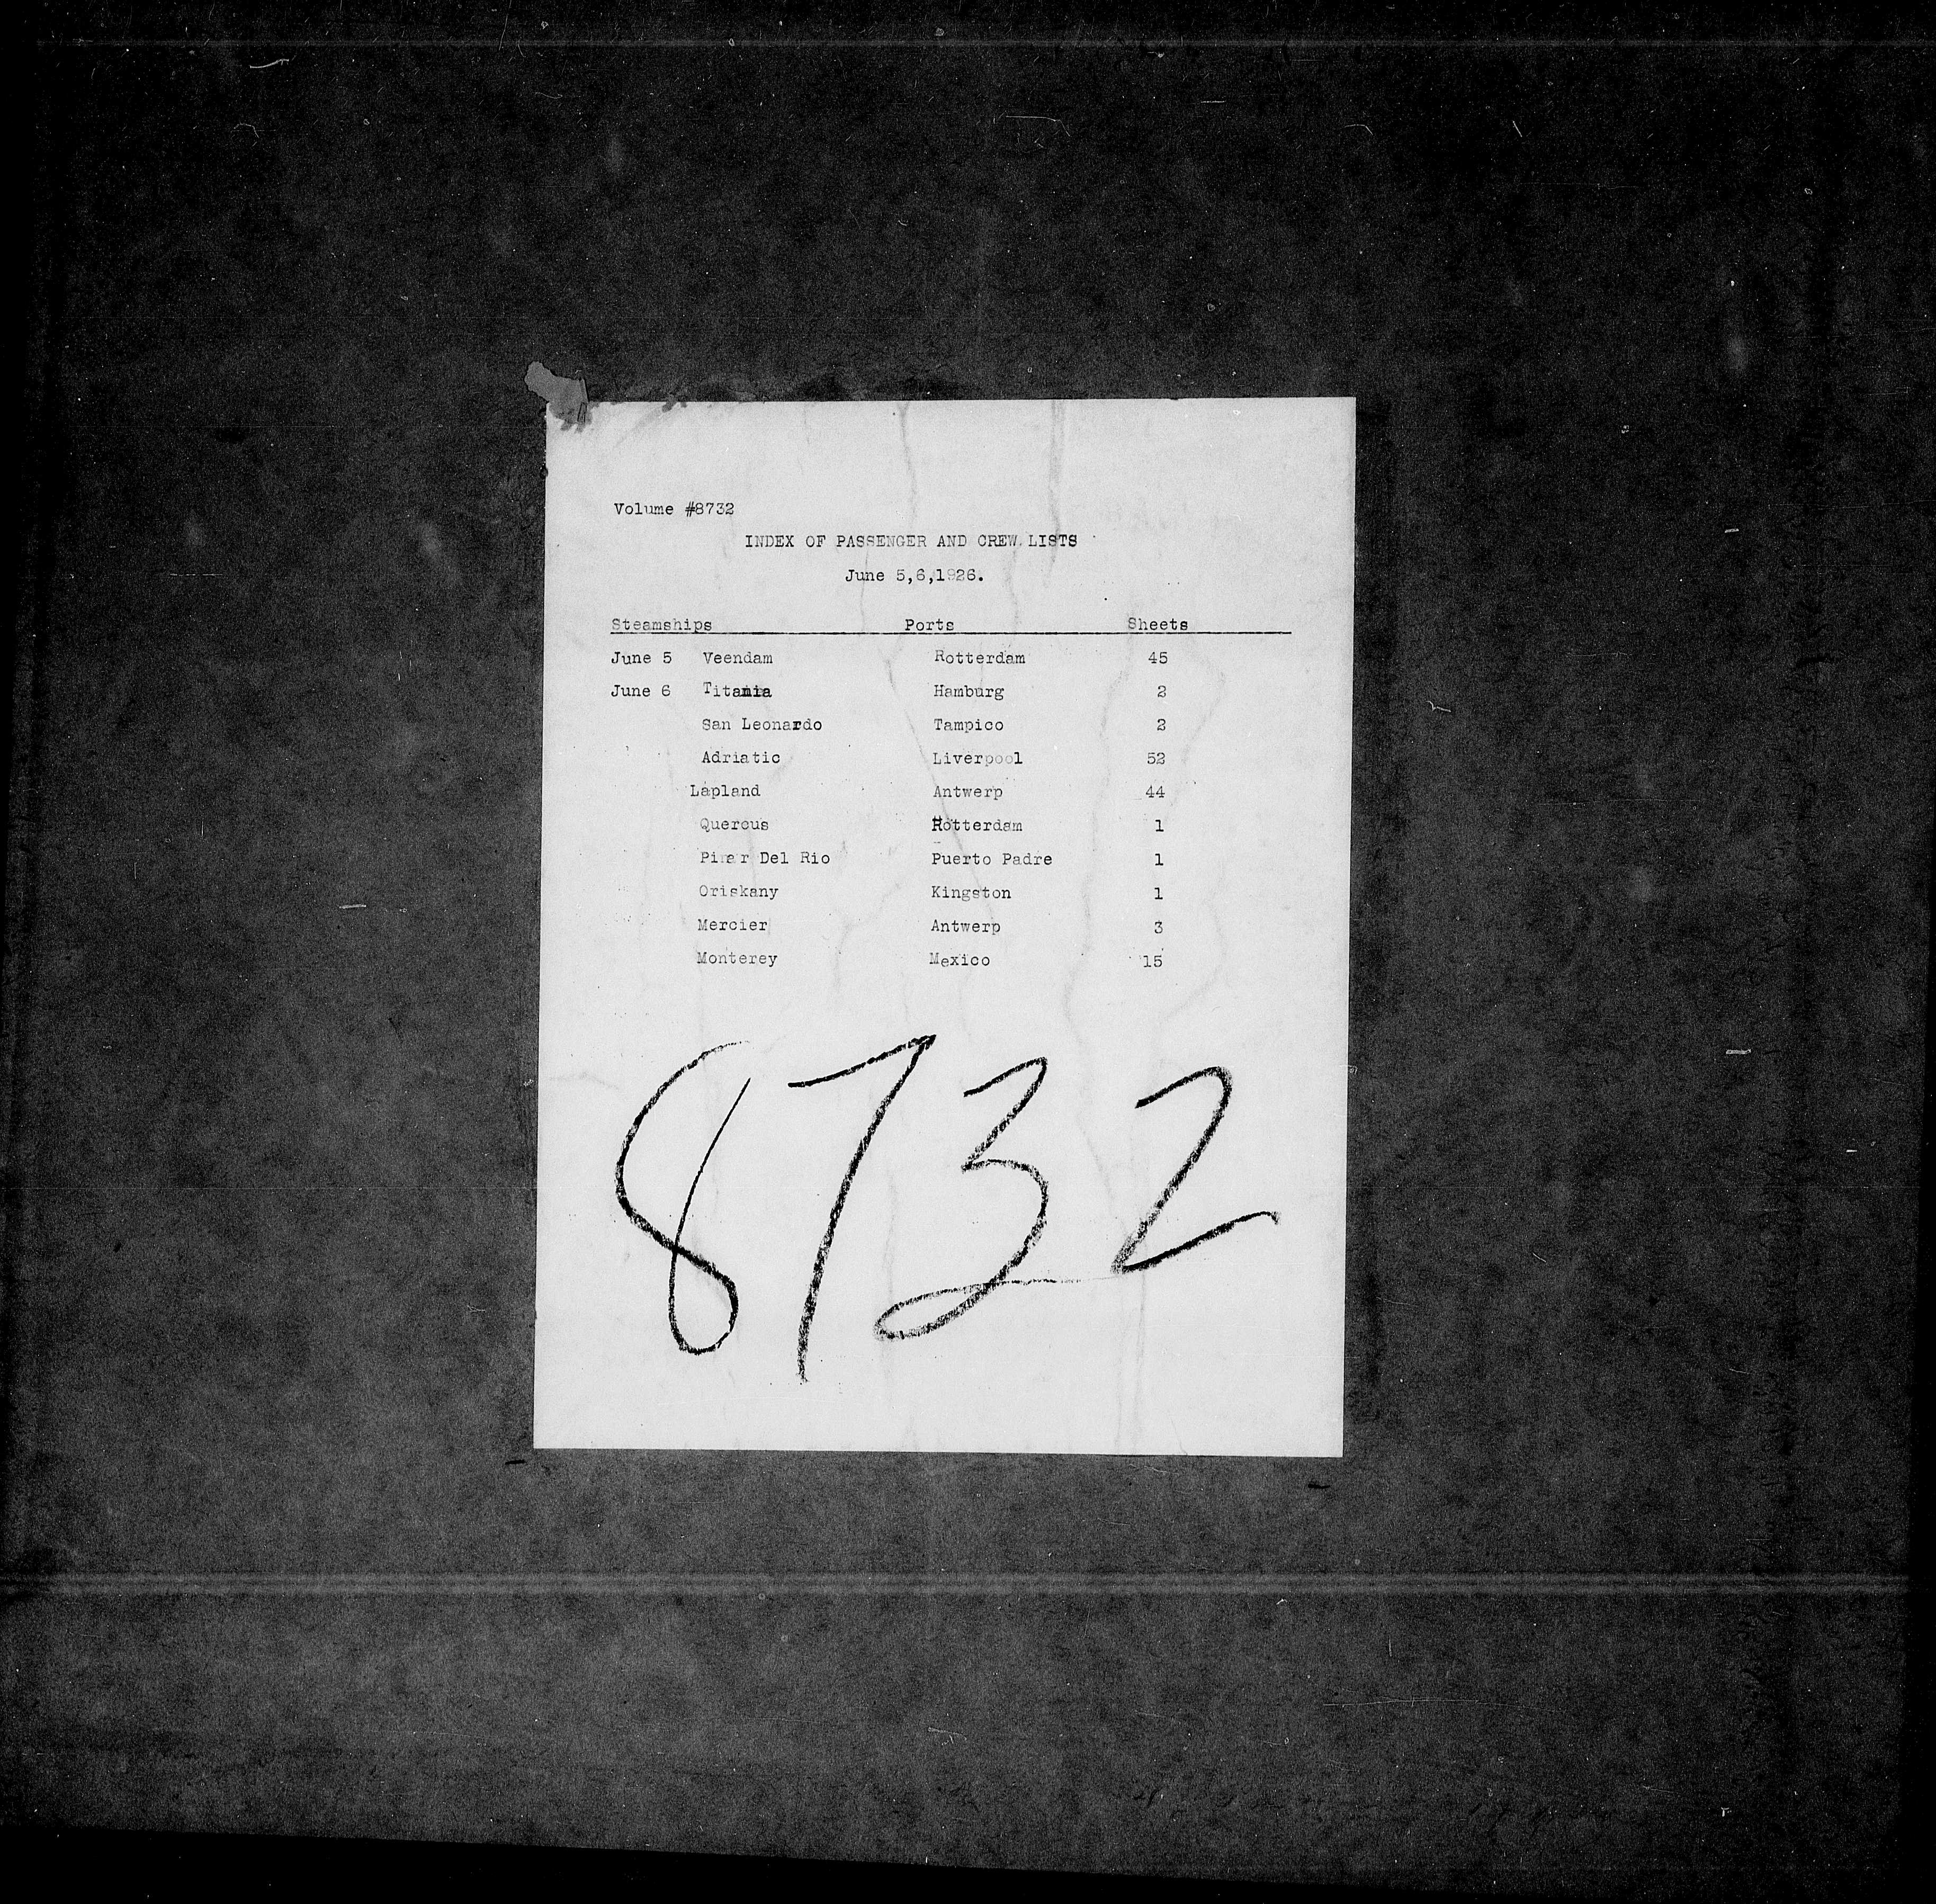 Volume #8732
INDEX OF PASSENGER AND CREW LISTS
June 5,6,1926.
Steamships Ports Sheets
June 5 Veendam Rotterdam 45
June 6 Titania Hamburg 2
San Leonardo Tampico 2
Adriatic Liverpool 52
Lapland Antwerp 44
Quercus Rotterdam 1
Pinar Del Rio Puerto Padre 1
Oriskany Kingston 1
Mercier Antwerp 3
Monterey Mexico 15
8732